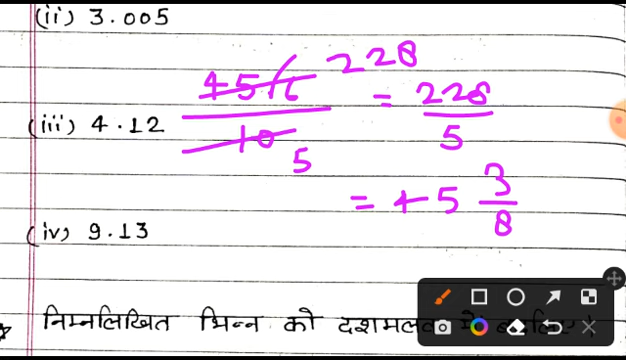 (ii) 3.005
456 228
(iii) 4.12 = 228
10 5 5
= 45 3/8
(iv) 9.13
निम्नलिखित भिन्न को दशमलव में